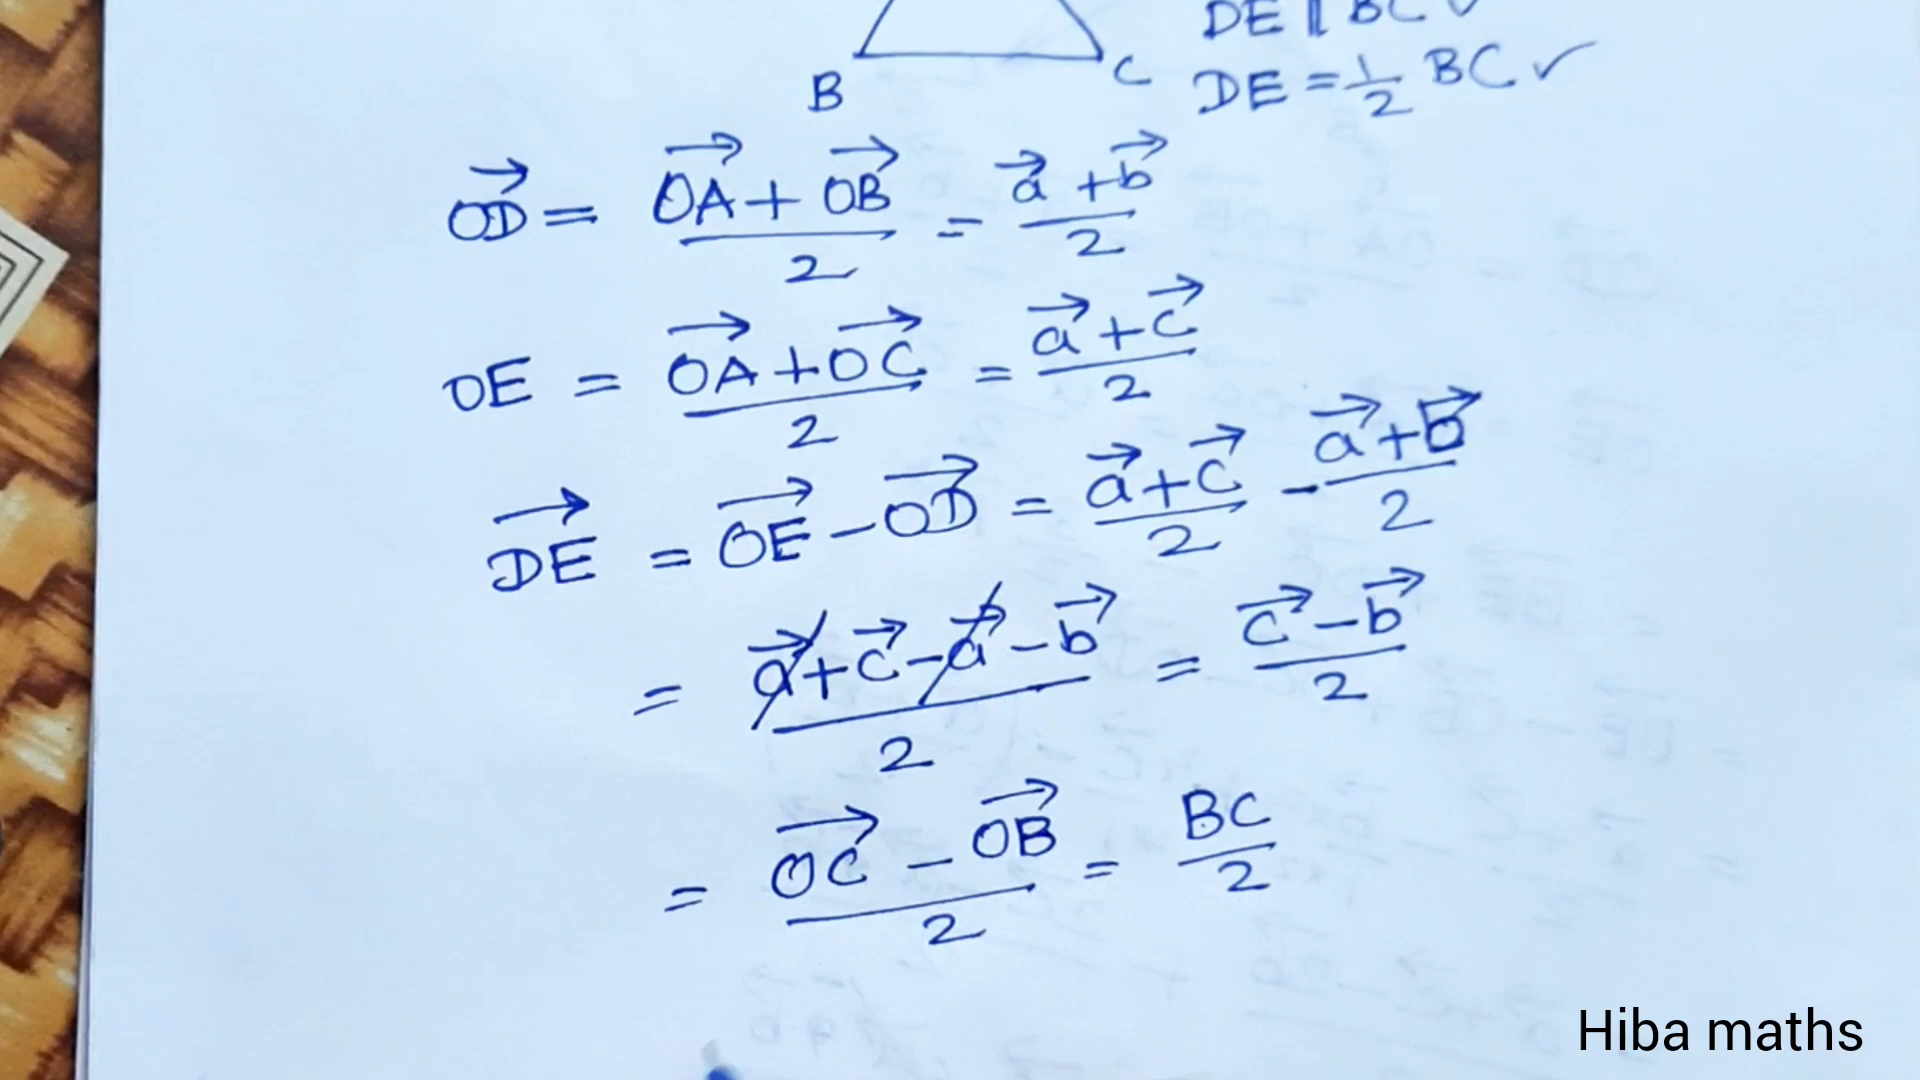 DE ∥ BC ✓
B C DE = 1/2 BC ✓
→OD = (→OA + →OB)/2 = (→a + →b)/2
OE = (→OA + →OC)/2 = (→a + →c)/2
→DE = →OE − →OD = (→a + →c)/2 − (→a + →b)/2
= (→a + →c − →a − →b)/2 = (→c − →b)/2
= (→OC − →OB)/2 = BC/2
Hiba maths